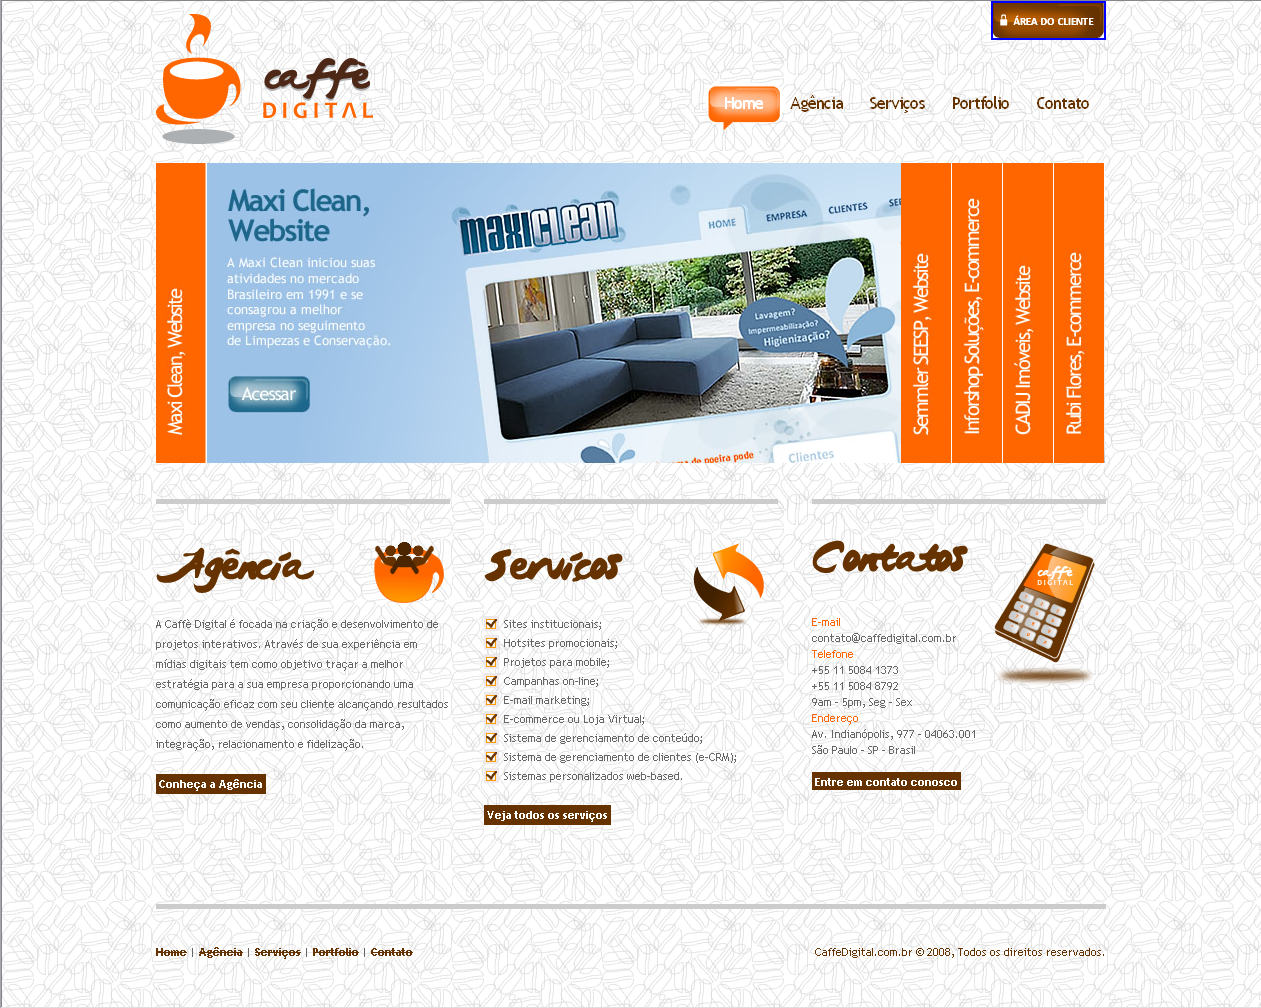 ÁREA DO CLIENTE
caffè
DIGITAL
Home Agência Serviços Portfolio Contato
Maxi Clean, Website
Maxi Clean,
Website
A Maxi Clean iniciou suas
atividades no mercado
Brasileiro em 1991 e se
consagrou a melhor
empresa no seguimento
de Limpezas e Conservação.
Acessar
MAXICLEAN
HOME EMPRESA CLIENTES SE
Lavagem?
Impermeabilização?
Higienização?
de poeira pode
Clientes
Semmler SEESP, Website
Inforshop Soluções, E-commerce
CADIJ Imóveis, Website
Rubi Flores, E-commerce
Agência
A Caffè Digital é focada na criação e desenvolvimento de
projetos interativos. Através de sua experiência em
mídias digitais tem como objetivo traçar a melhor
estratégia para a sua empresa proporcionando uma
comunicação eficaz com seu cliente alcançando resultados
como aumento de vendas, consolidação da marca,
integração, relacionamento e fidelização.
Conheça a Agência
Serviços
Sites institucionais;
Hotsites promocionais;
Projetos para mobile;
Campanhas on-line;
E-mail marketing;
E-commerce ou Loja Virtual;
Sistema de gerenciamento de conteúdo;
Sistema de gerenciamento de clientes (e-CRM);
Sistemas personalizados web-based.
Veja todos os serviços
Contatos
caffè
DIGITAL
E-mail
contato@caffedigital.com.br
Telefone
+55 11 5084 1373
+55 11 5084 8792
9am - 5pm, Seg - Sex
Endereço
Av. Indianópolis, 977 - 04063.001
São Paulo - SP - Brasil
Entre em contato conosco
Home | Agência | Serviços | Portfolio | Contato
CaffeDigital.com.br © 2008, Todos os direitos reservados.